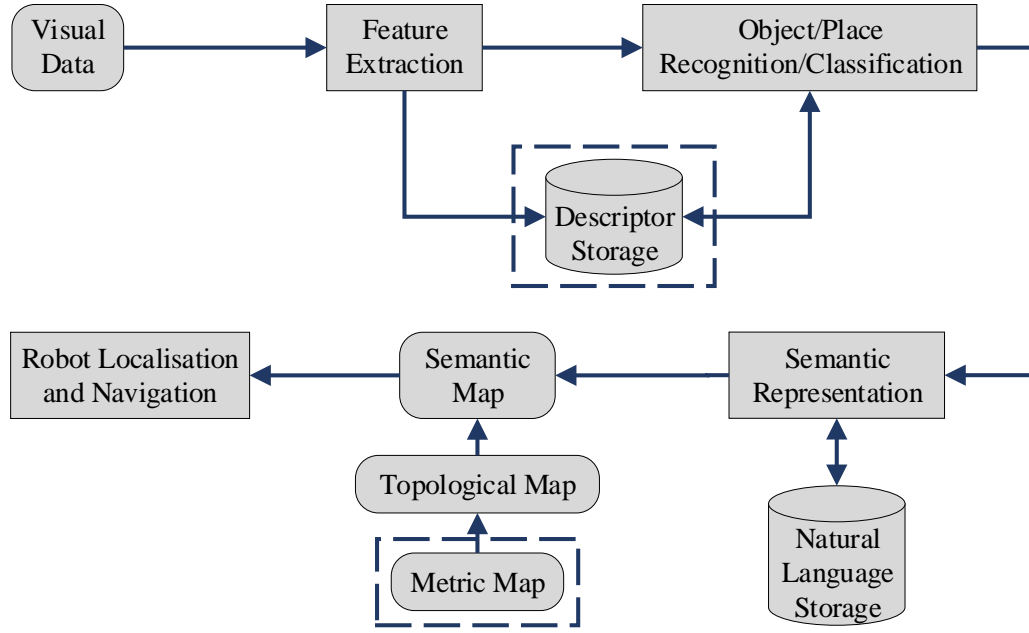 Visual
Data
Feature
Extraction
Object/Place
Recognition/Classification
Descriptor
Storage
Robot Localisation
and Navigation
Semantic
Map
Semantic
Representation
Topological Map
Metric Map
Natural
Language
Storage